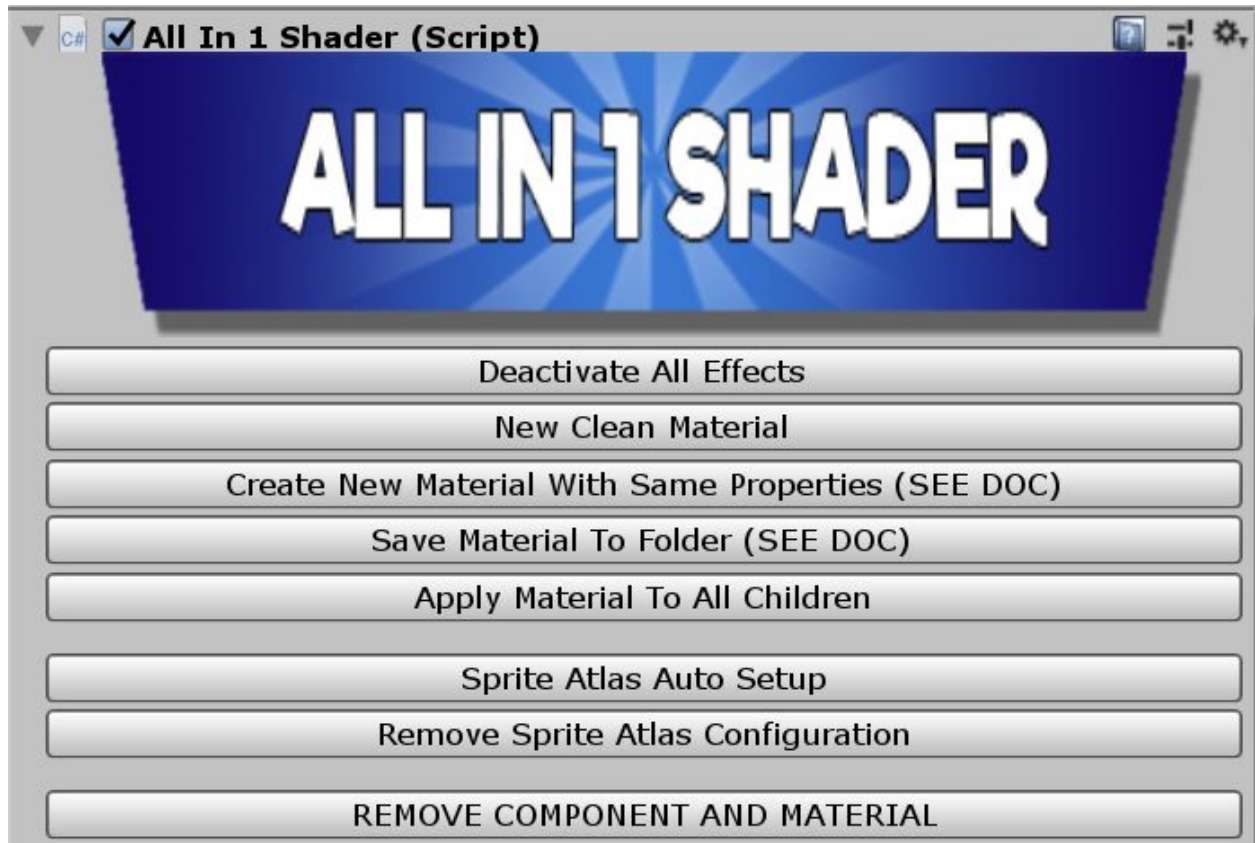 C# All In 1 Shader (Script)
ALL IN 1 SHADER
Deactivate All Effects
New Clean Material
Create New Material With Same Properties (SEE DOC)
Save Material To Folder (SEE DOC)
Apply Material To All Children
Sprite Atlas Auto Setup
Remove Sprite Atlas Configuration
REMOVE COMPONENT AND MATERIAL